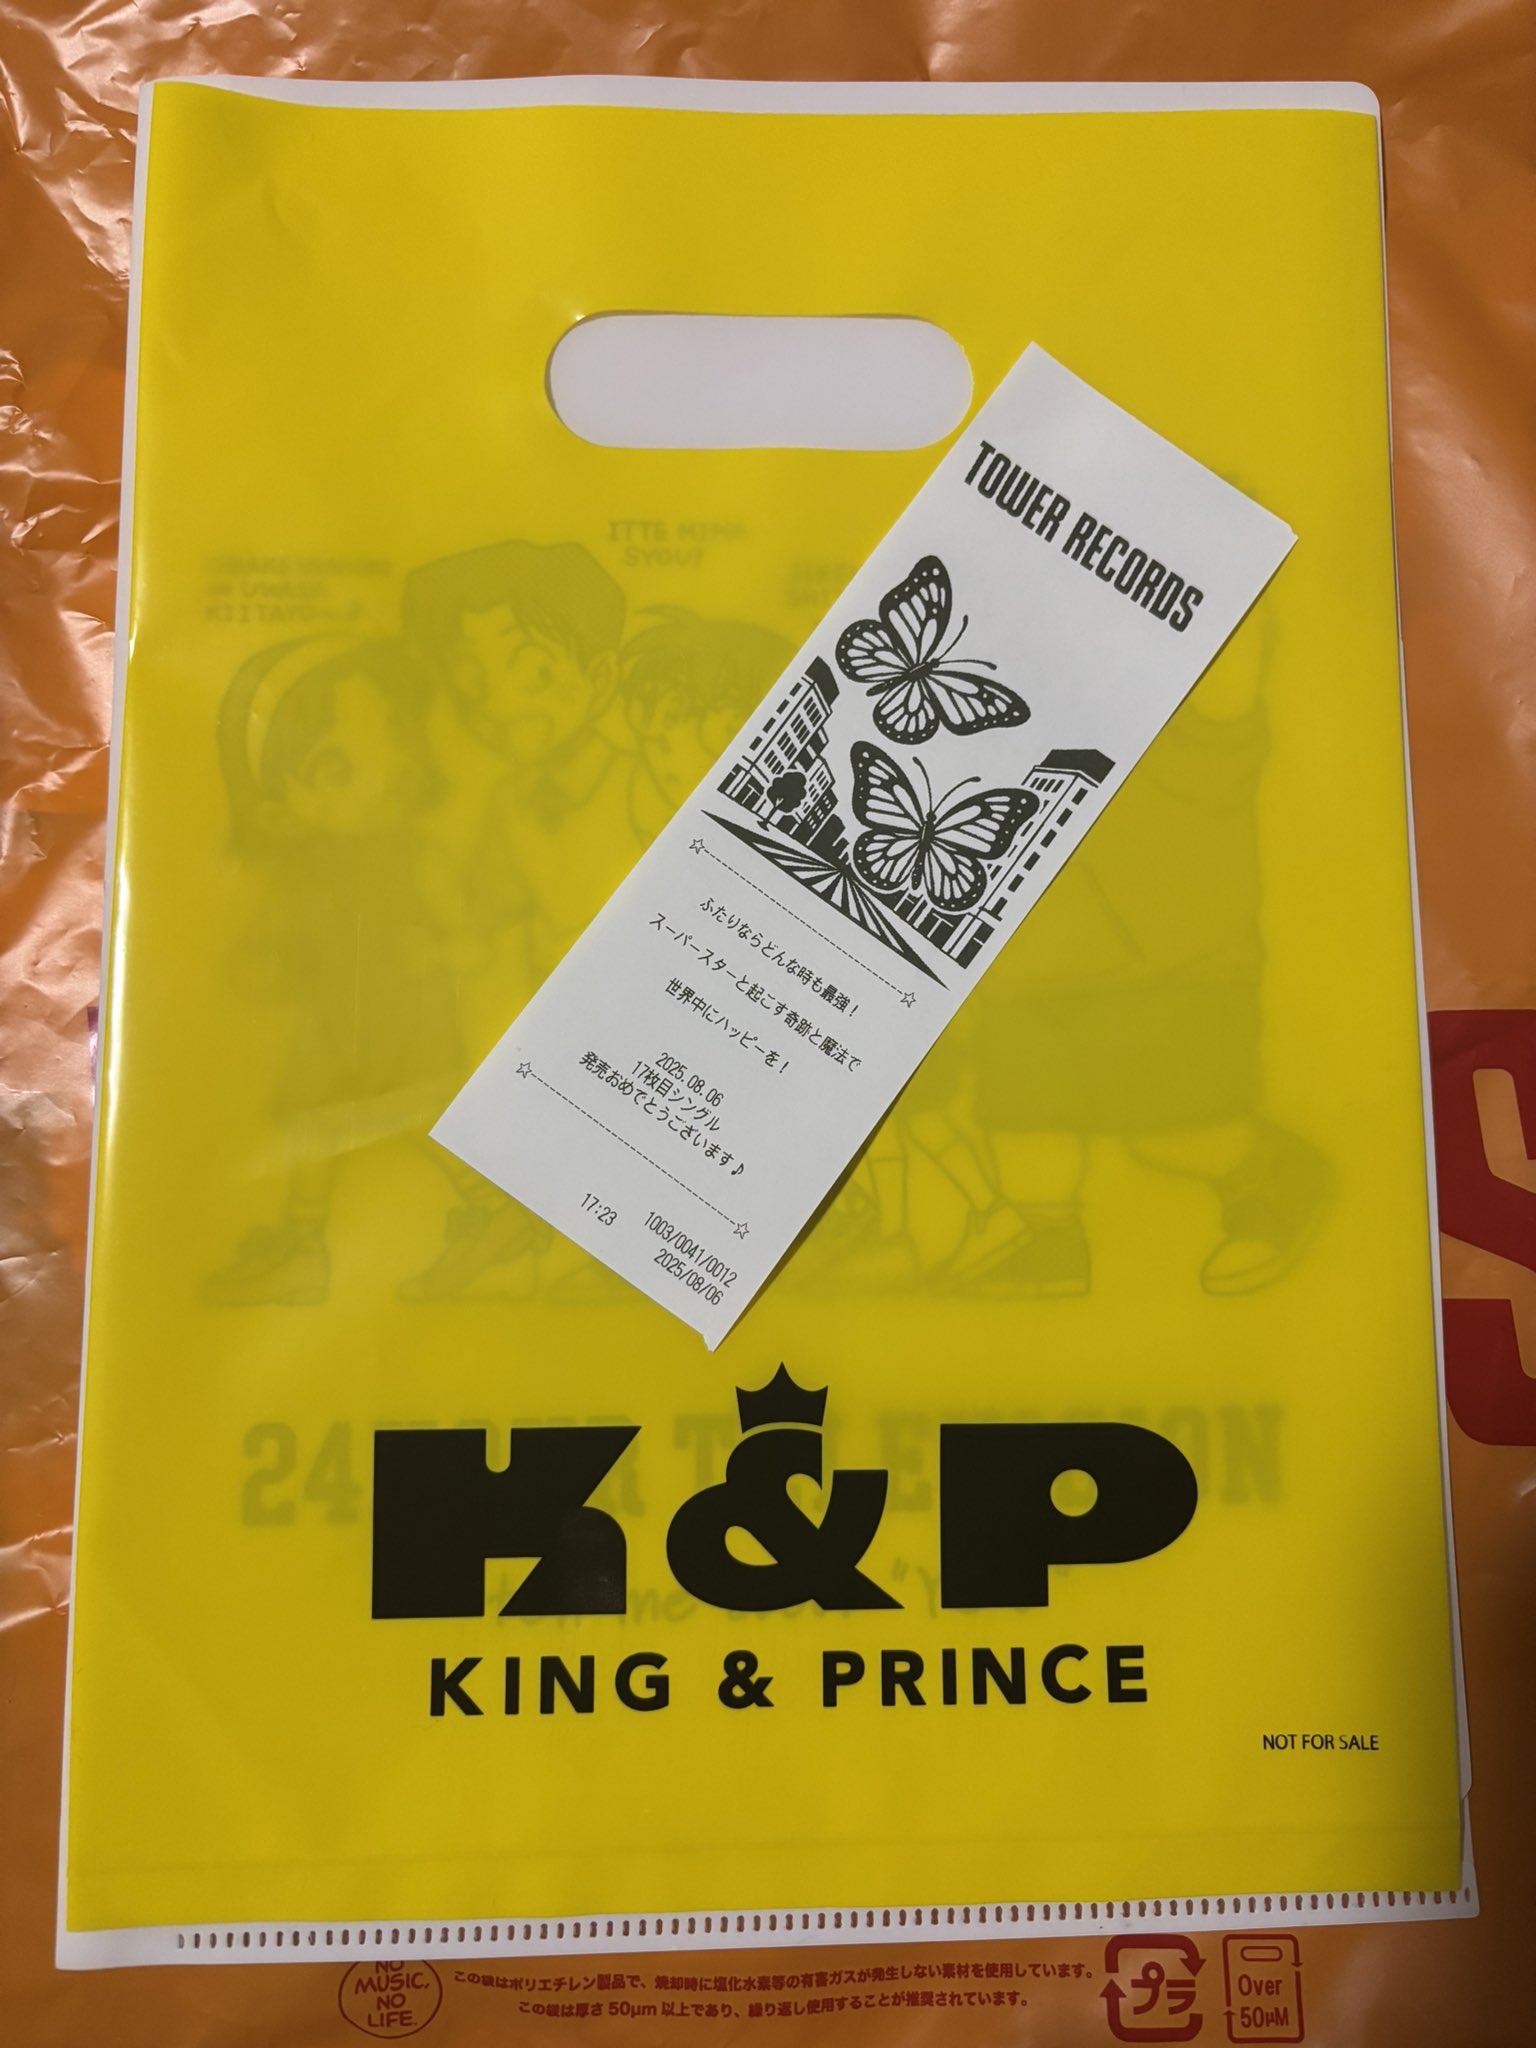 ITTE MIMA
SYOU!
TOWER RECORDS
☆--------------------☆
ふたりならどんな時も最強!
スーパースターと起こす奇跡と魔法で
世界中にハッピーを!
2025.08.06
17枚目シングル
発売おめでとうございます♪
☆--------------------☆
17:23 1003/0041/0012
2025/08/06
24HOUR TELEVISION
K&P
KING & PRINCE
NOT FOR SALE
NO
MUSIC,
NO
LIFE.
この袋はポリエチレン製品で、焼却時に塩化水素等の有害ガスが発生しない素材を使用しています。
この袋は厚さ 50μm 以上であり、繰り返し使用することが推奨されています。
プラ
Over
50μM